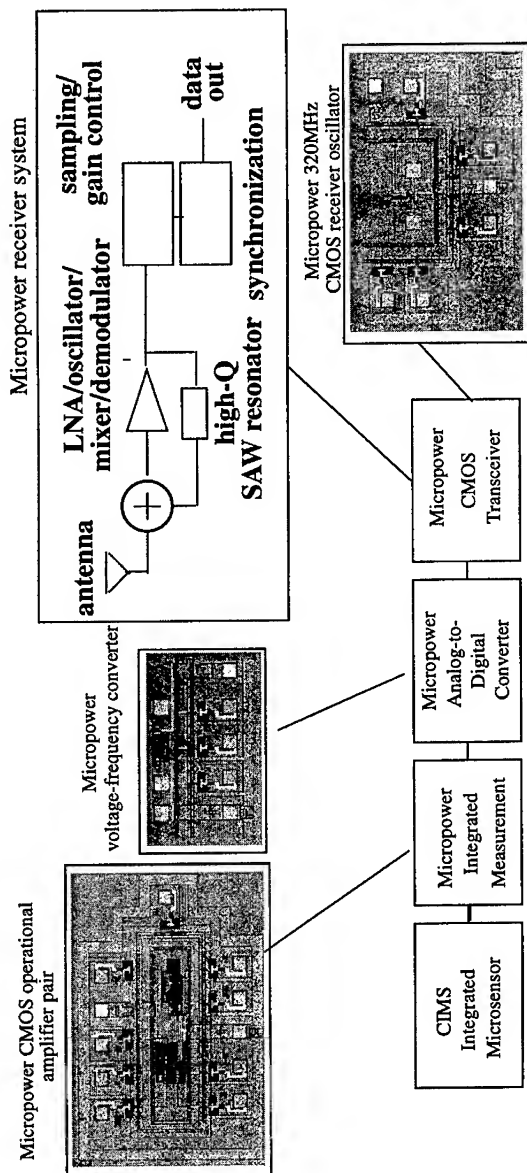 Micropower CMOS operational
amplifier pair
Micropower
voltage-frequency converter
Micropower receiver system
antenna
LNA/oscillator/
mixer/demodulator
sampling/
gain control
high-Q
SAW resonator
synchronization
data
out
Micropower 320MHz
CMOS receiver oscillator
CIMS
Integrated
Microsensor
Micropower
Integrated
Measurement
Micropower
Analog-to-
Digital
Converter
Micropower
CMOS
Transceiver